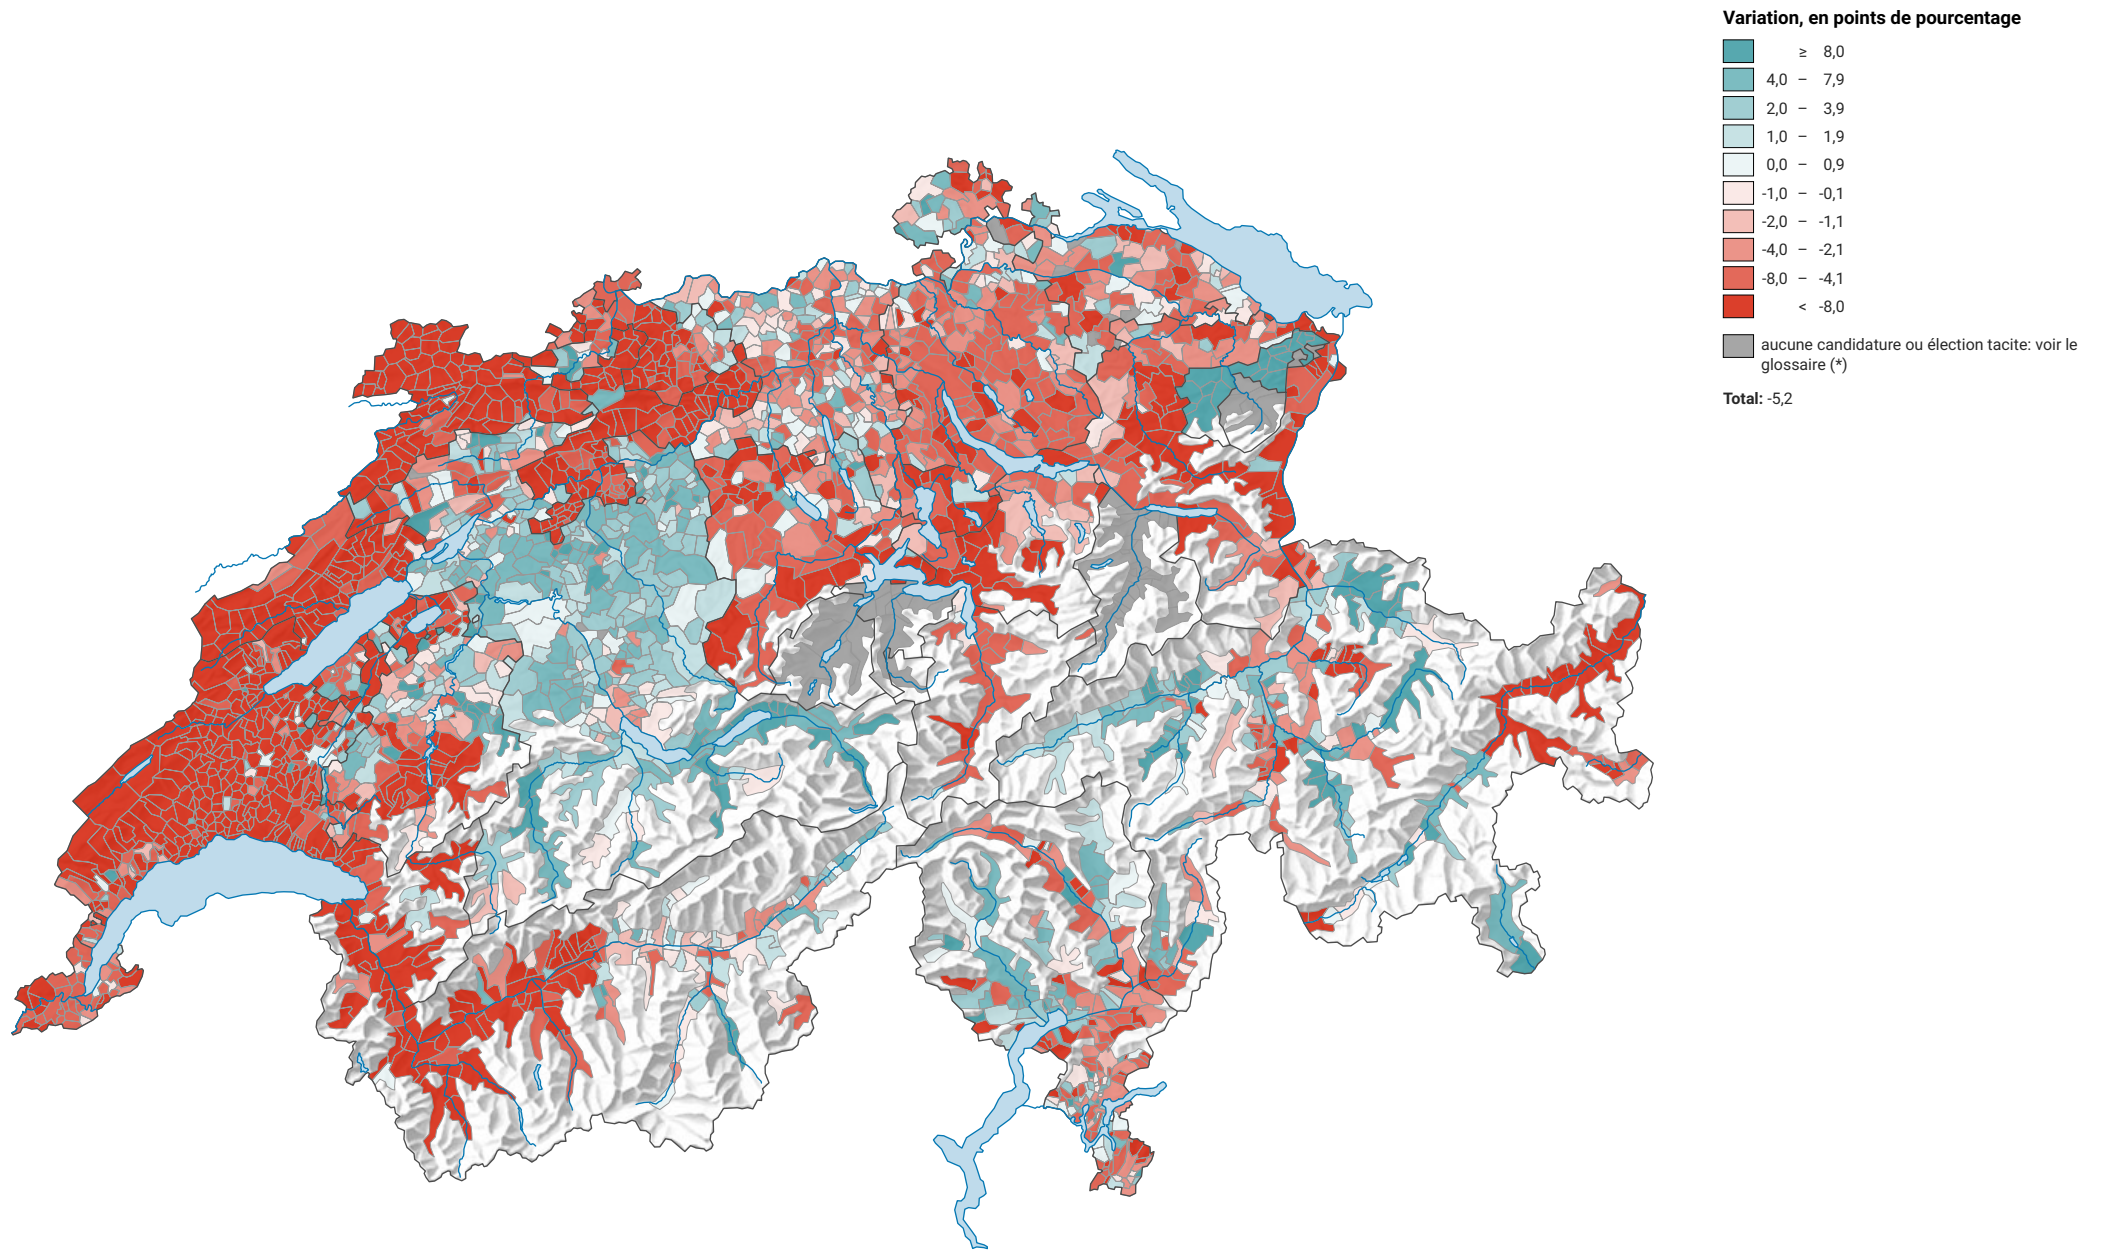 Variation, en points de pourcentage
≥ 8,0
4,0 – 7,9
2,0 – 3,9
1,0 – 1,9
0,0 – 0,9
-1,0 – -0,1
-2,0 – -1,1
-4,0 – -2,1
-8,0 – -4,1
< -8,0
aucune candidature ou élection tacite: voir le
glossaire (*)
Total: -5,2